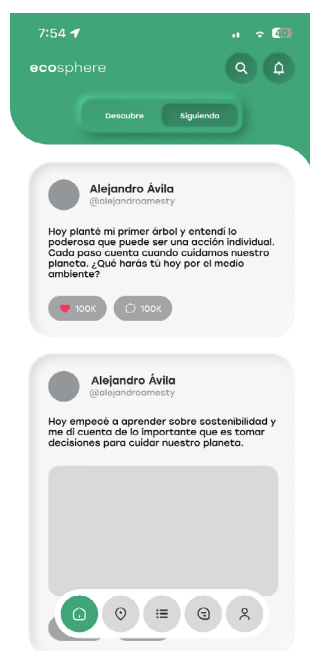 7:54
40
ecosphere
Descubre
Siguiendo
Alejandro Ávila
@alejandroamesty
Hoy planté mi primer árbol y entendí lo
poderosa que puede ser una acción individual.
Cada paso cuenta cuando cuidamos nuestro
planeta. ¿Qué harás tú hoy por el medio
ambiente?
100K
100K
Alejandro Ávila
@alejandroamesty
Hoy empecé a aprender sobre sostenibilidad y
me di cuenta de lo importante que es tomar
decisiones para cuidar nuestro planeta.